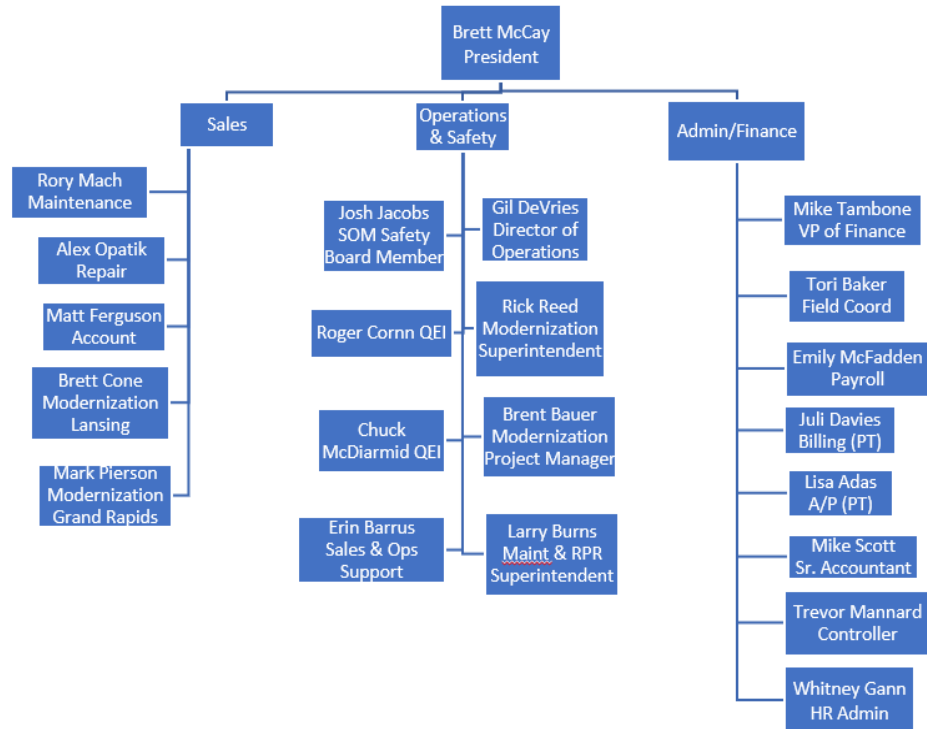 Brett McCay
President
Sales
Operations
& Safety
Admin/Finance
Rory Mach
Maintenance
Alex Opatik
Repair
Matt Ferguson
Account
Brett Cone
Modernization
Lansing
Mark Pierson
Modernization
Grand Rapids
Josh Jacobs
SOM Safety
Board Member
Gil DeVries
Director of
Operations
Roger Cornn QEI
Rick Reed
Modernization
Superintendent
Chuck
McDiarmid QEI
Brent Bauer
Modernization
Project Manager
Erin Barrus
Sales & Ops
Support
Larry Burns
Maint & RPR
Superintendent
Mike Tambone
VP of Finance
Tori Baker
Field Coord
Emily McFadden
Payroll
Juli Davies
Billing (PT)
Lisa Adas
A/P (PT)
Mike Scott
Sr. Accountant
Trevor Mannard
Controller
Whitney Gann
HR Admin